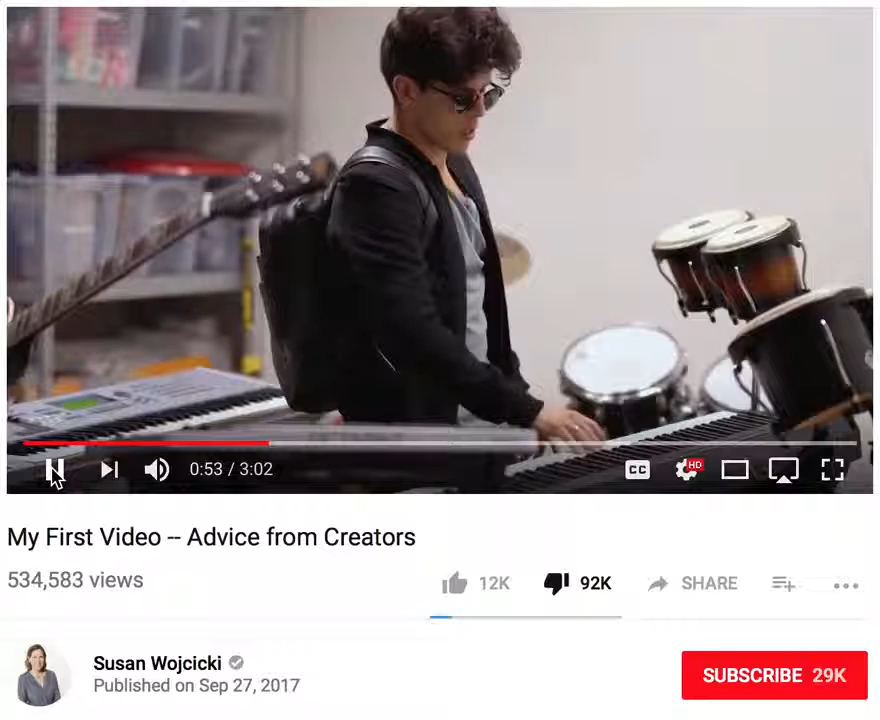 0:53 / 3:02
CC
HD
My First Video -- Advice from Creators
534,583 views
12K
92K
SHARE
Susan Wojcicki
Published on Sep 27, 2017
SUBSCRIBE 29K